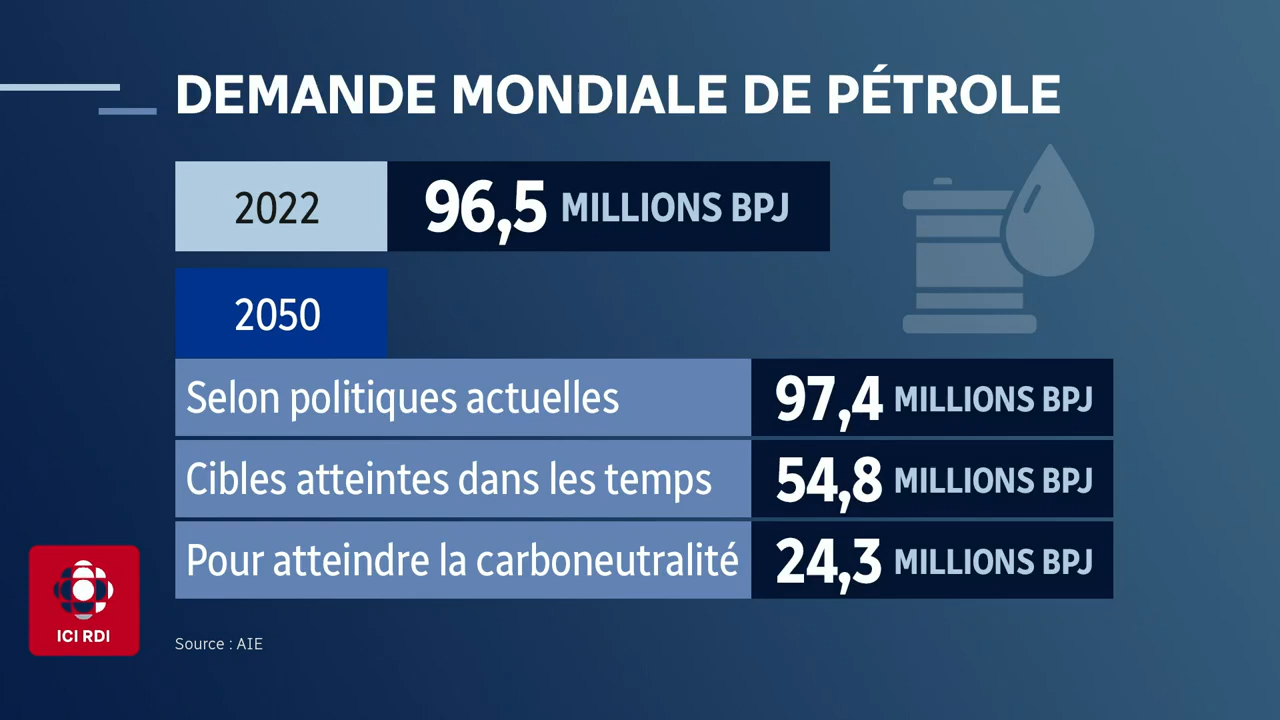 DEMANDE MONDIALE DE PÉTROLE
2022 96,5 MILLIONS BPJ
2050
Selon politiques actuelles 97,4 MILLIONS BPJ
Cibles atteintes dans les temps 54,8 MILLIONS BPJ
Pour atteindre la carboneutralité 24,3 MILLIONS BPJ
ICI RDI
Source : AIE